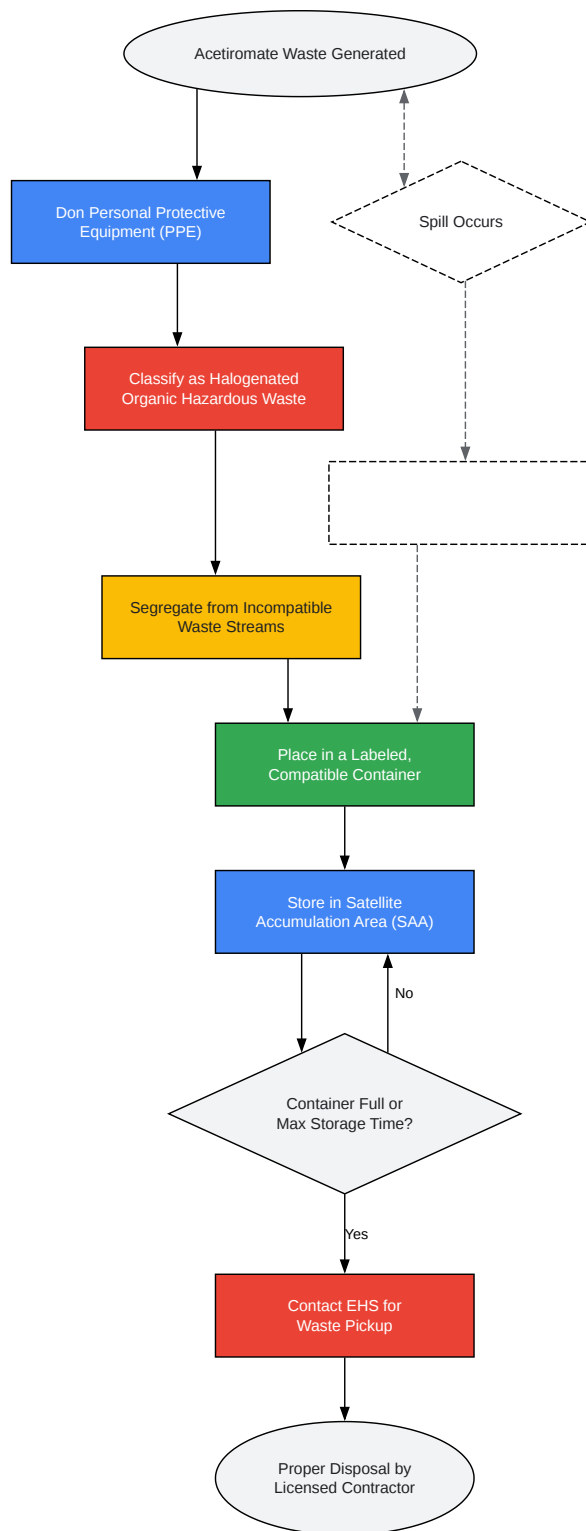 Acetiromate Waste Generated
Spill Occurs
Don Personal Protective
Equipment (PPE)
Classify as Halogenated
Organic Hazardous Waste
Segregate from Incompatible
Waste Streams
Place in a Labeled,
Compatible Container
Store in Satellite
Accumulation Area (SAA)
No
Container Full or
Max Storage Time?
Yes
Contact EHS for
Waste Pickup
Proper Disposal by
Licensed Contractor